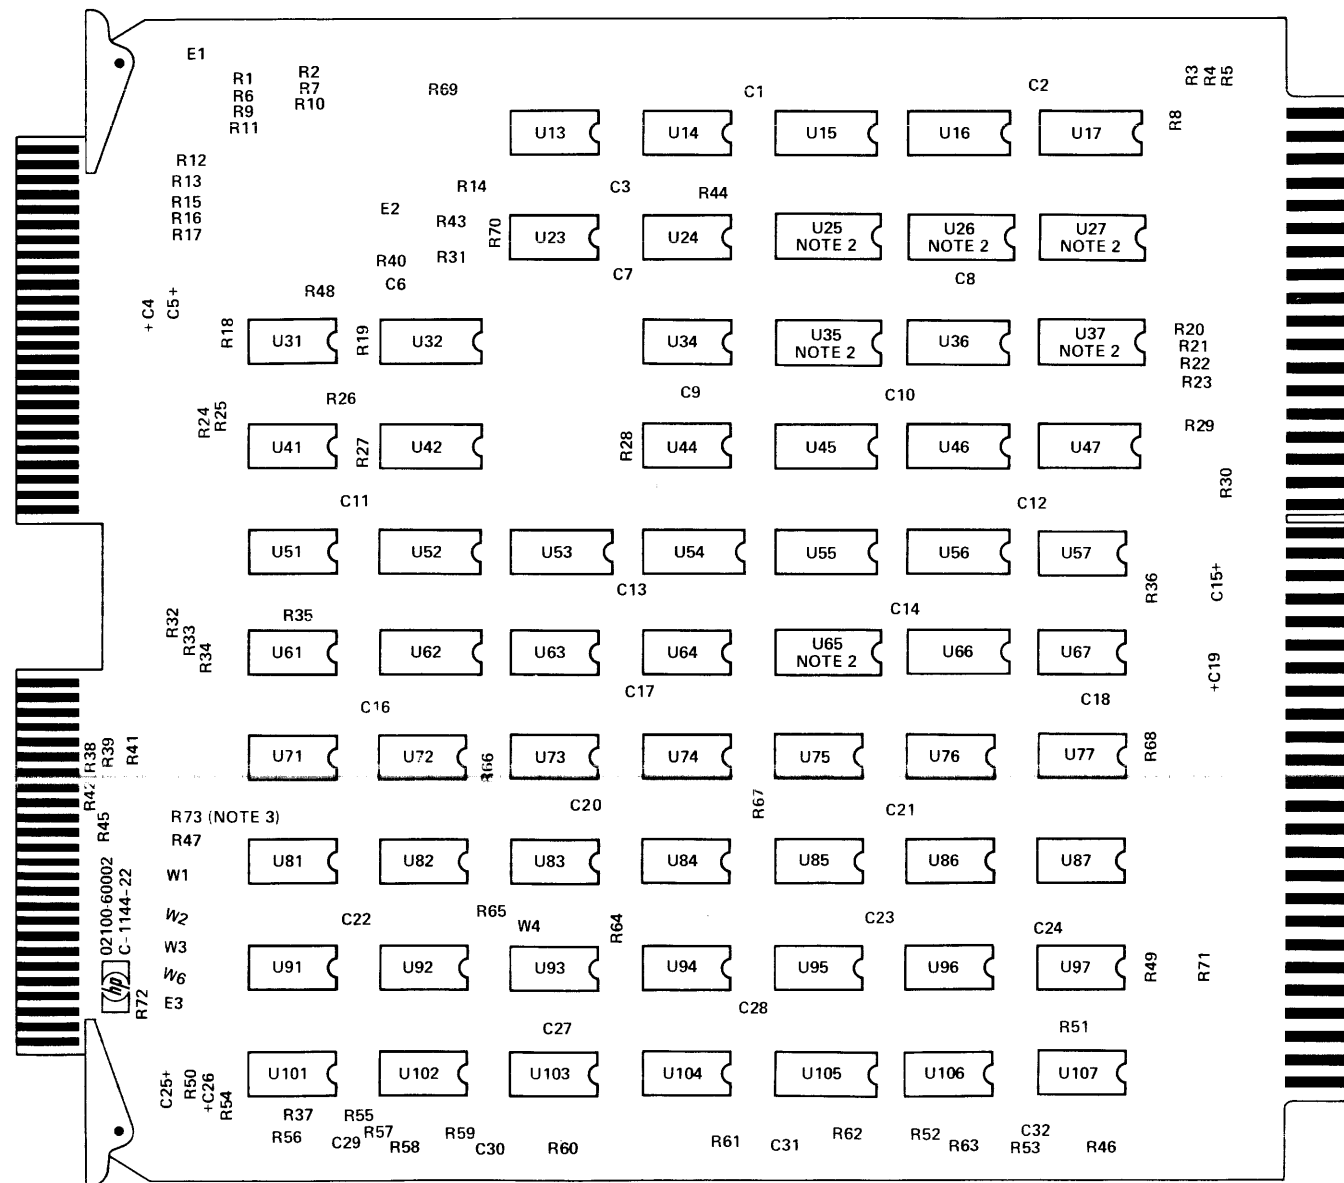 E1
R1
R6
R9
R11
R2
R7
R10
R69
C1
C2
R3
R4
R5
R8
U13
U14
U15
U16
U17
R12
R13
R15
R16
R17
R14
C3
R44
E2
R43
R70
R40
R31
U23
U24
U25
NOTE 2
U26
NOTE 2
U27
NOTE 2
C6
C7
C8
+C4
C5+
R48
R18
U31
R19
U32
U34
U35
NOTE 2
U36
U37
NOTE 2
R20
R21
R22
R23
R24
R25
R26
C9
C10
R29
U41
R27
U42
R28
U44
U45
U46
U47
R30
C11
C12
U51
U52
U53
U54
U55
U56
U57
C13
C14
R36
C15+
R32
R33
R34
R35
U61
U62
U63
U64
U65
NOTE 2
U66
U67
+C19
C16
C17
C18
R38
R39
R41
U71
U72
R66
U73
U74
U75
U76
U77
R68
R42
R45
R73 (NOTE 3)
R47
C20
R67
C21
U81
U82
U83
U84
U85
U86
U87
W1
W2
W3
W6
E3
02100-60002
C-1144-22
hp
R72
C22
R65
W4
R64
C23
C24
U91
U92
U93
U94
U95
U96
U97
R49
R71
C27
C28
R51
C25+
R50
+C26
R54
U101
U102
U103
U104
U105
U106
U107
R37
R55
R56
C29
R57
R58
R59
C30
R60
R61
C31
R62
R52
R63
C32
R53
R46